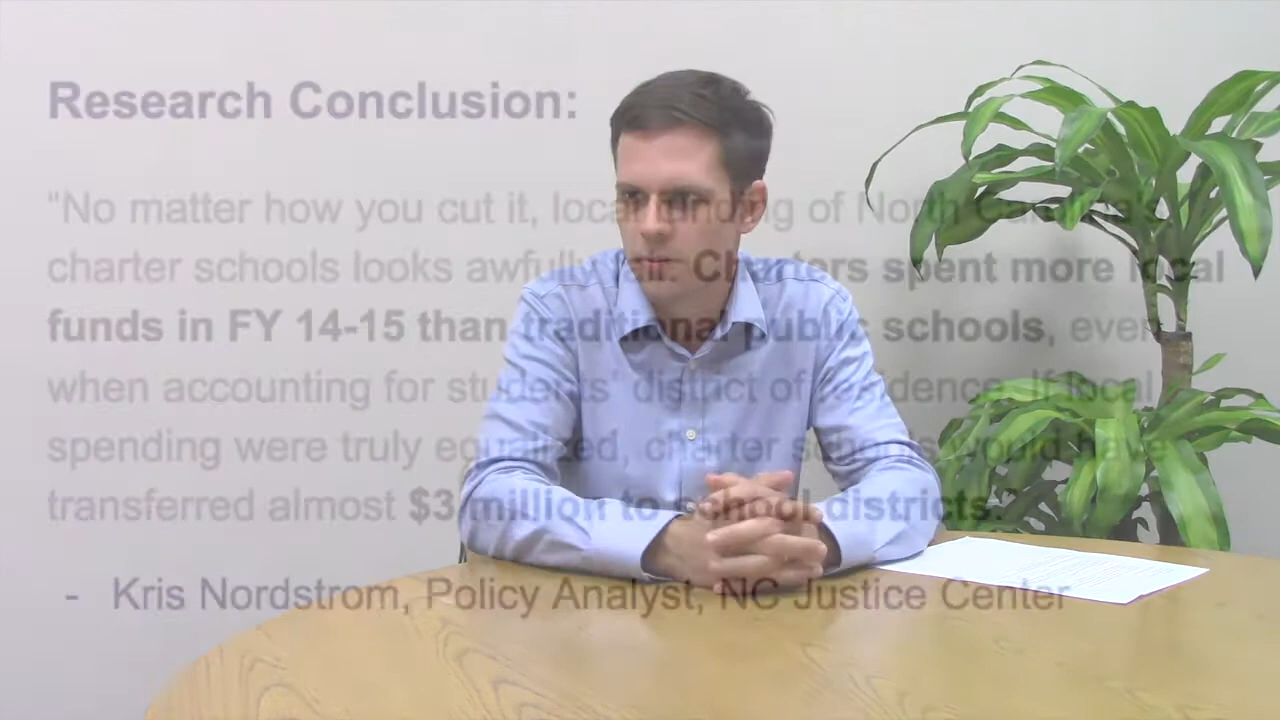 Research Conclusion:
"No matter how you cut it, local funding of North Carolina's
charter schools looks awfully Charters spent more local
funds in FY 14-15 than traditional public schools, even
when accounting for students' district of residence. If local
spending were truly equalized, charter schools would have
transferred almost $3 million to school districts.
- Kris Nordstrom, Policy Analyst, NC Justice Center